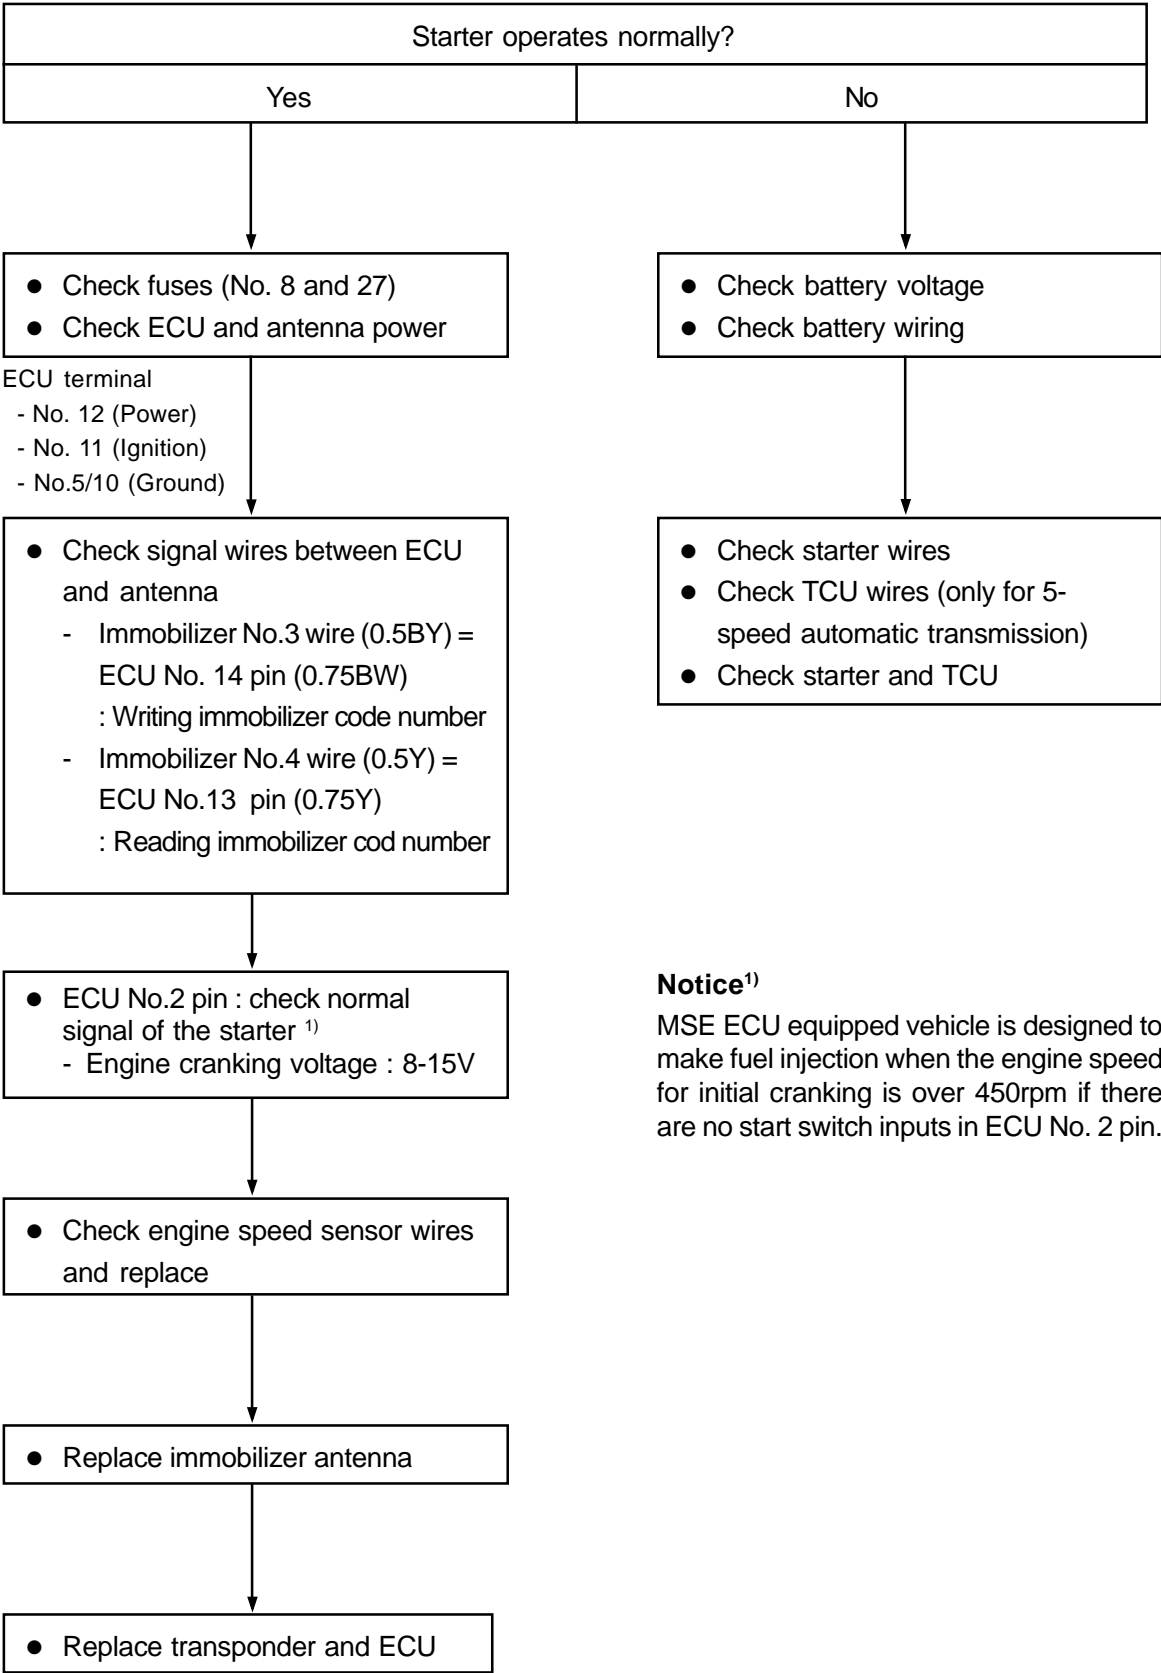 Starter operates normally?
Yes
No
● Check fuses (No. 8 and 27)
● Check ECU and antenna power
ECU terminal
- No. 12 (Power)
- No. 11 (Ignition)
- No.5/10 (Ground)
● Check signal wires between ECU
and antenna
- Immobilizer No.3 wire (0.5BY) =
ECU No. 14 pin (0.75BW)
: Writing immobilizer code number
- Immobilizer No.4 wire (0.5Y) =
ECU No.13 pin (0.75Y)
: Reading immobilizer cod number
● ECU No.2 pin : check normal
signal of the starter 1)
- Engine cranking voltage : 8-15V
● Check engine speed sensor wires
and replace
● Replace immobilizer antenna
● Replace transponder and ECU
● Check battery voltage
● Check battery wiring
● Check starter wires
● Check TCU wires (only for 5-
speed automatic transmission)
● Check starter and TCU
Notice1)
MSE ECU equipped vehicle is designed to
make fuel injection when the engine speed
for initial cranking is over 450rpm if there
are no start switch inputs in ECU No. 2 pin.